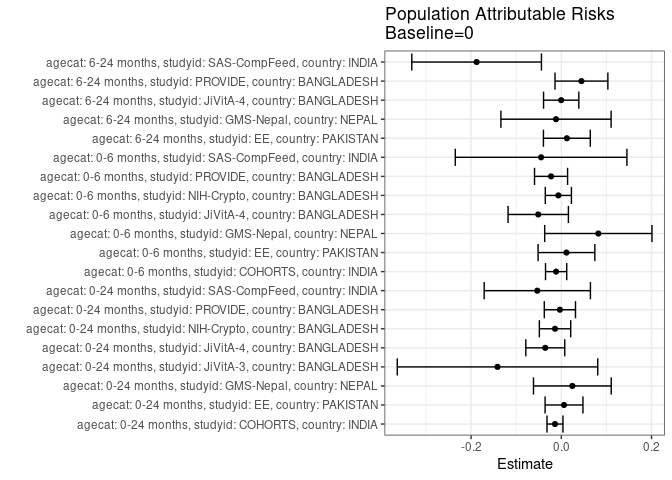 Population Attributable Risks
Baseline=0
agecat: 6-24 months, studyid: SAS-CompFeed, country: INDIA
agecat: 6-24 months, studyid: PROVIDE, country: BANGLADESH
agecat: 6-24 months, studyid: JiVitA-4, country: BANGLADESH
agecat: 6-24 months, studyid: GMS-Nepal, country: NEPAL
agecat: 6-24 months, studyid: EE, country: PAKISTAN
agecat: 0-6 months, studyid: SAS-CompFeed, country: INDIA
agecat: 0-6 months, studyid: PROVIDE, country: BANGLADESH
agecat: 0-6 months, studyid: NIH-Crypto, country: BANGLADESH
agecat: 0-6 months, studyid: JiVitA-4, country: BANGLADESH
agecat: 0-6 months, studyid: GMS-Nepal, country: NEPAL
agecat: 0-6 months, studyid: EE, country: PAKISTAN
agecat: 0-6 months, studyid: COHORTS, country: INDIA
agecat: 0-24 months, studyid: SAS-CompFeed, country: INDIA
agecat: 0-24 months, studyid: PROVIDE, country: BANGLADESH
agecat: 0-24 months, studyid: NIH-Crypto, country: BANGLADESH
agecat: 0-24 months, studyid: JiVitA-4, country: BANGLADESH
agecat: 0-24 months, studyid: JiVitA-3, country: BANGLADESH
agecat: 0-24 months, studyid: GMS-Nepal, country: NEPAL
agecat: 0-24 months, studyid: EE, country: PAKISTAN
agecat: 0-24 months, studyid: COHORTS, country: INDIA
-0.2 0.0 0.2
Estimate